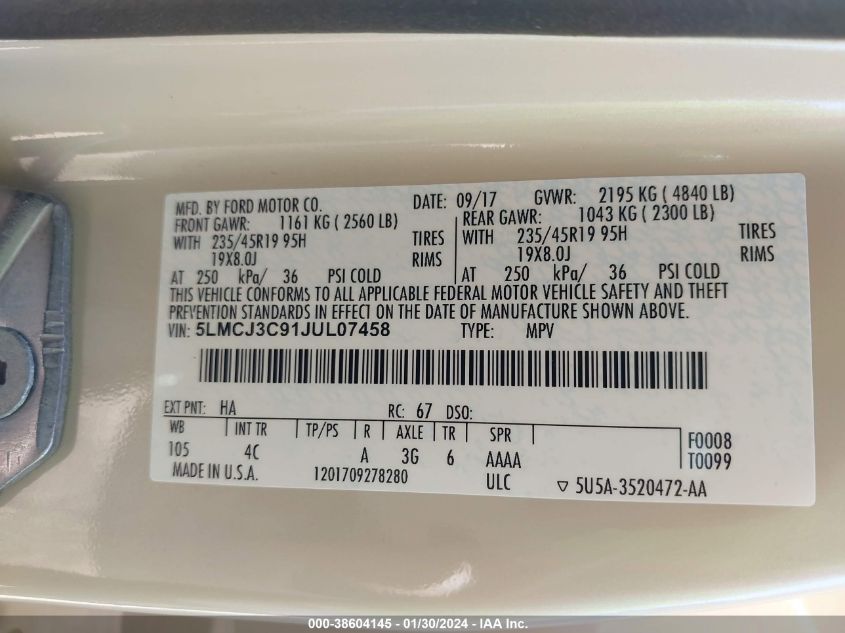 MFD. BY FORD MOTOR CO. DATE: 09/17 GVWR: 2195 KG ( 4840 LB)
FRONT GAWR: 1161 KG ( 2560 LB) REAR GAWR: 1043 KG ( 2300 LB)
WITH 235/45R19 95H TIRES WITH 235/45R19 95H TIRES
19X8.0J RIMS 19X8.0J RIMS
AT 250 kPa/ 36 PSI COLD AT 250 kPa/ 36 PSI COLD
THIS VEHICLE CONFORMS TO ALL APPLICABLE FEDERAL MOTOR VEHICLE SAFETY AND THEFT
PREVENTION STANDARDS IN EFFECT ON THE DATE OF MANUFACTURE SHOWN ABOVE.
VIN: 5LMCJ3C91JUL07458 TYPE: MPV
EXT PNT: HA RC: 67 DSO:
WB INT TR TP/PS R AXLE TR SPR F0008
105 4C A 3G 6 AAAA T0099
MADE IN U.S.A. 1201709278280 ULC ▽ 5U5A-3520472-AA
000-38604145 - 01/30/2024 - IAA Inc.